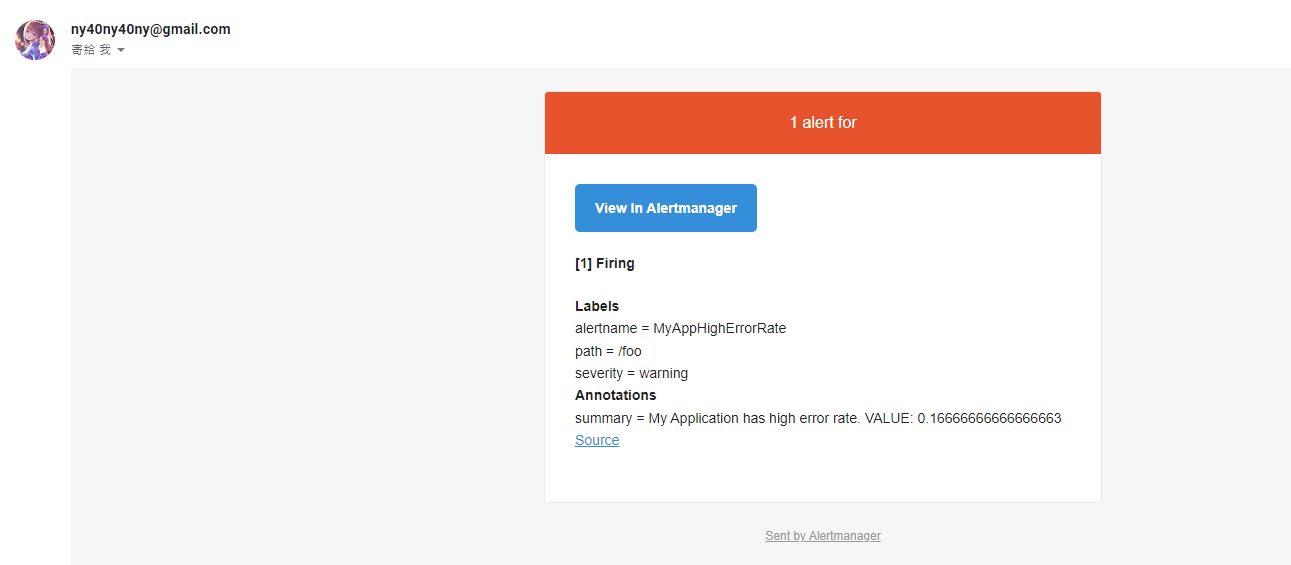 ny40ny40ny@gmail.com
寄給 我
1 alert for
View In Alertmanager
[1] Firing
Labels
alertname = MyAppHighErrorRate
path = /foo
severity = warning
Annotations
summary = My Application has high error rate. VALUE: 0.16666666666666663
Source
Sent by Alertmanager